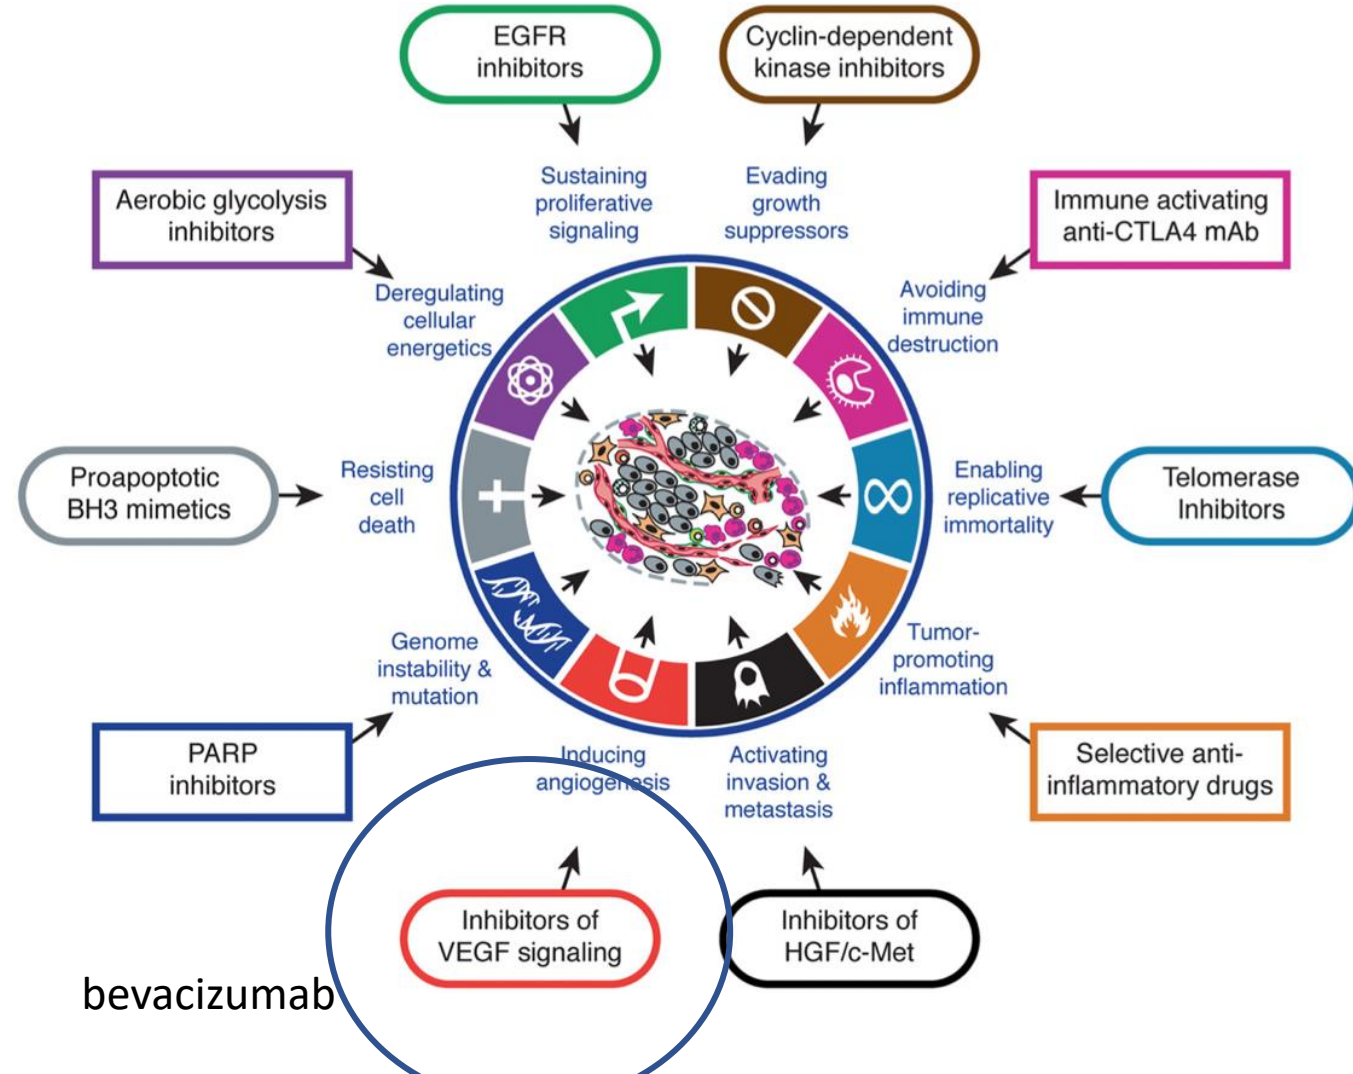 EGFR
inhibitors
Cyclin-dependent
kinase inhibitors
Sustaining
proliferative
signaling
Evading
growth
suppressors
Aerobic glycolysis
inhibitors
Immune activating
anti-CTLA4 mAb
Deregulating
cellular
energetics
Avoiding
immune
destruction
Proapoptotic
BH3 mimetics
Resisting
cell
death
Enabling
replicative
immortality
Telomerase
Inhibitors
Genome
instability &
mutation
Tumor-
promoting
inflammation
PARP
inhibitors
Inducing
angiogenesis
Activating
invasion &
metastasis
Selective anti-
inflammatory drugs
Inhibitors of
VEGF signaling
Inhibitors of
HGF/c-Met
bevacizumab